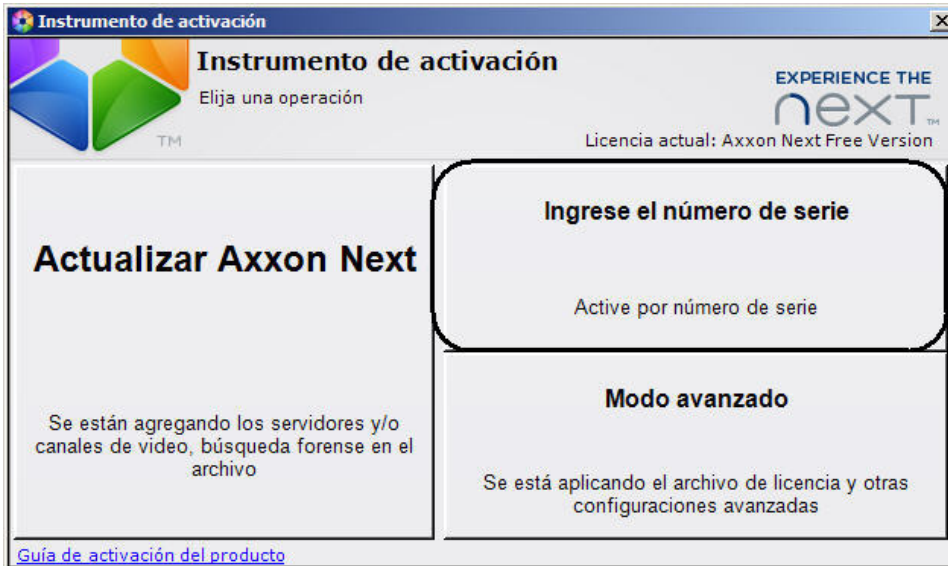 Instrumento de activación
Instrumento de activación
Elija una operación
EXPERIENCE THE
next™
TM
Licencia actual: Axxon Next Free Version
Actualizar Axxon Next
Se están agregando los servidores y/o
canales de video, búsqueda forense en el
archivo
Ingrese el número de serie
Active por número de serie
Modo avanzado
Se está aplicando el archivo de licencia y otras
configuraciones avanzadas
Guía de activación del producto